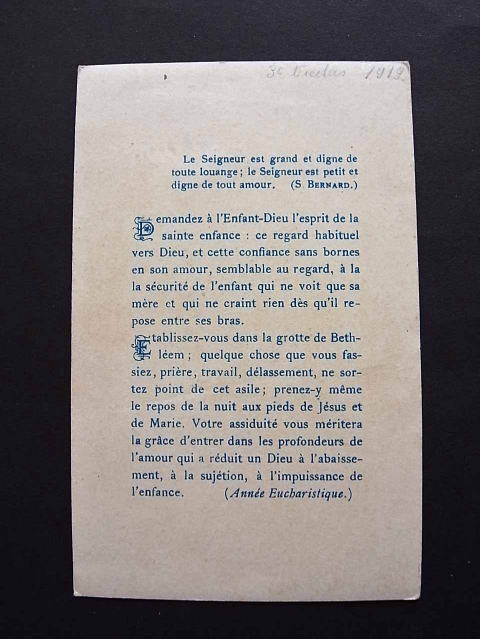 1919
Le Seigneur est grand et digne de
toute louange ; le Seigneur est petit et
digne de tout amour. (S BERNARD.)
Demandez à l'Enfant-Dieu l'esprit de la
sainte enfance : ce regard habituel
vers Dieu, et cette confiance sans bornes
en son amour, semblable au regard, à la
la sécurité de l'enfant qui ne voit que sa
mère et qui ne craint rien dès qu'il re-
pose entre ses bras.
Etablissez-vous dans la grotte de Beth-
léem ; quelque chose que vous fas-
siez, prière, travail, délassement, ne sor-
tez point de cet asile ; prenez-y même
le repos de la nuit aux pieds de Jésus et
de Marie. Votre assiduité vous méritera
la grâce d'entrer dans les profondeurs de
l'amour qui a réduit un Dieu à l'abaisse-
ment, à la sujétion, à l'impuissance de
l'enfance. (Année Eucharistique.)